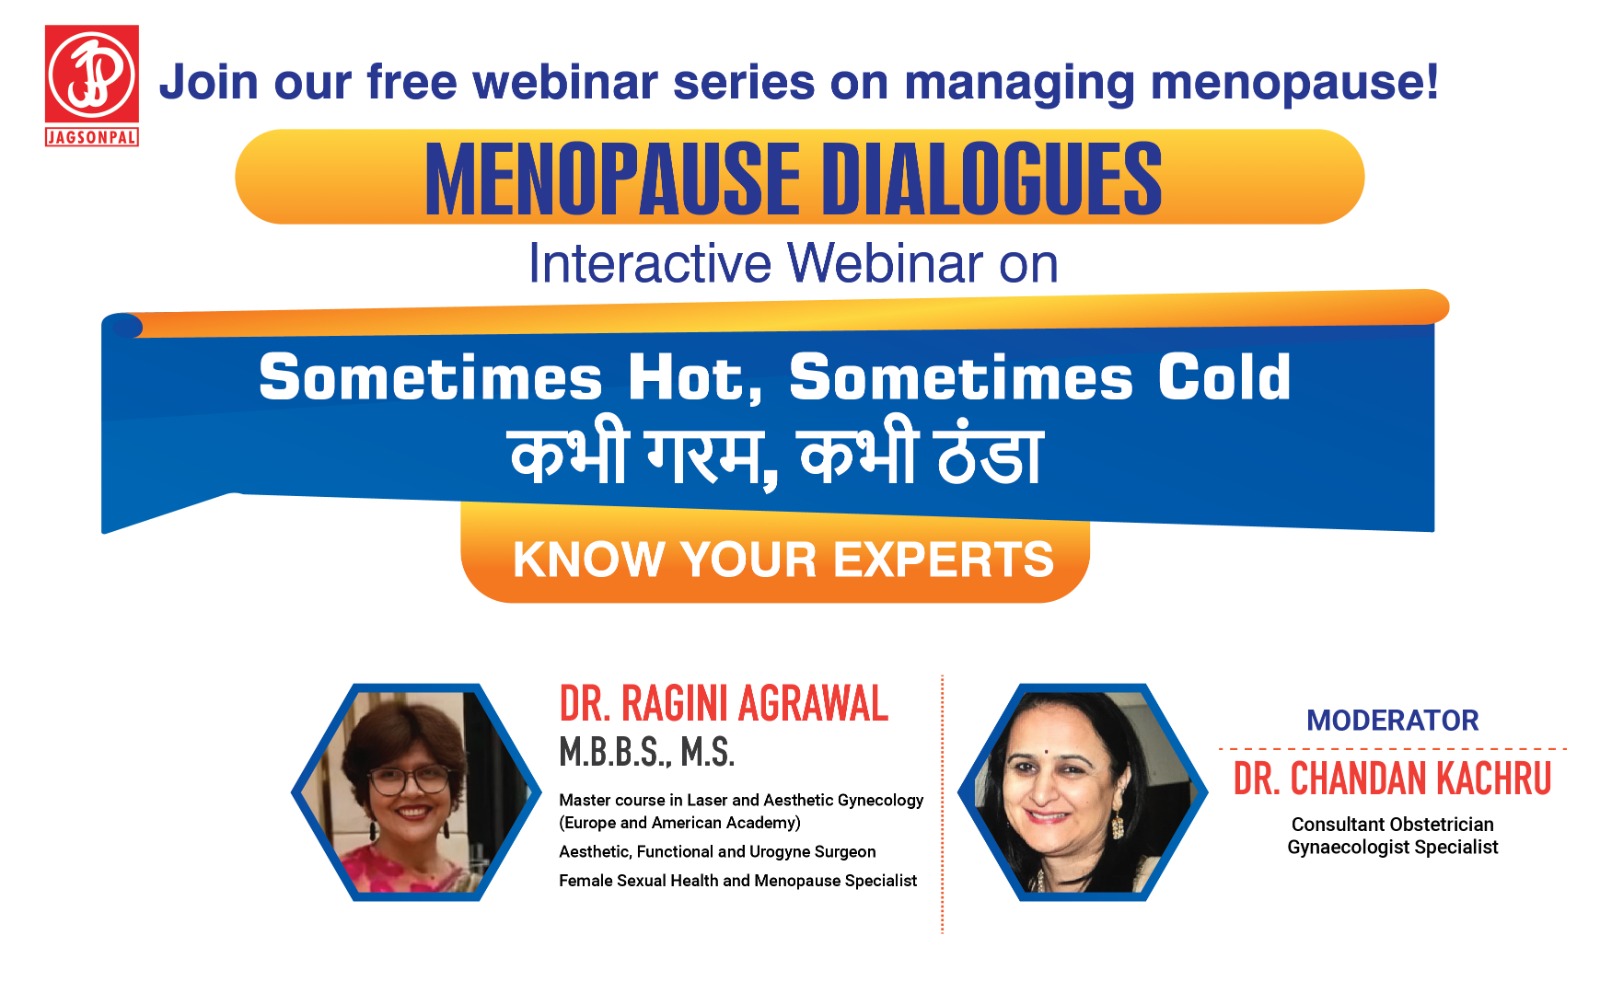 JAGSONPAL
Join our free webinar series on managing menopause!
MENOPAUSE DIALOGUES
Interactive Webinar on
Sometimes Hot, Sometimes Cold
कभी गरम, कभी ठंडा
KNOW YOUR EXPERTS
DR. RAGINI AGRAWAL
M.B.B.S., M.S.
Master course in Laser and Aesthetic Gynecology
(Europe and American Academy)
Aesthetic, Functional and Urogyne Surgeon
Female Sexual Health and Menopause Specialist
MODERATOR
DR. CHANDAN KACHRU
Consultant Obstetrician
Gynaecologist Specialist